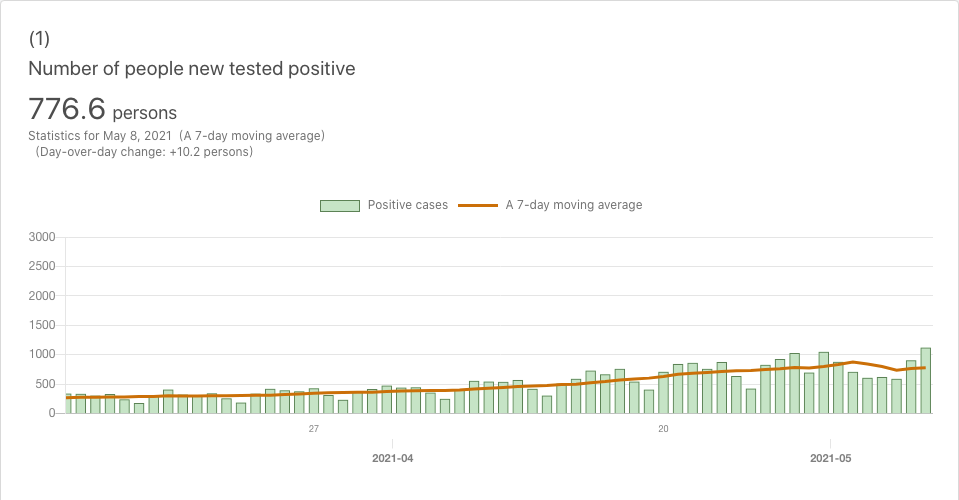 (1)
Number of people new tested positive
776.6 persons
Statistics for May 8, 2021 (A 7-day moving average)
(Day-over-day change: +10.2 persons)
Positive cases A 7-day moving average
3000
2500
2000
1500
1000
500
0
27 20
2021-04 2021-05